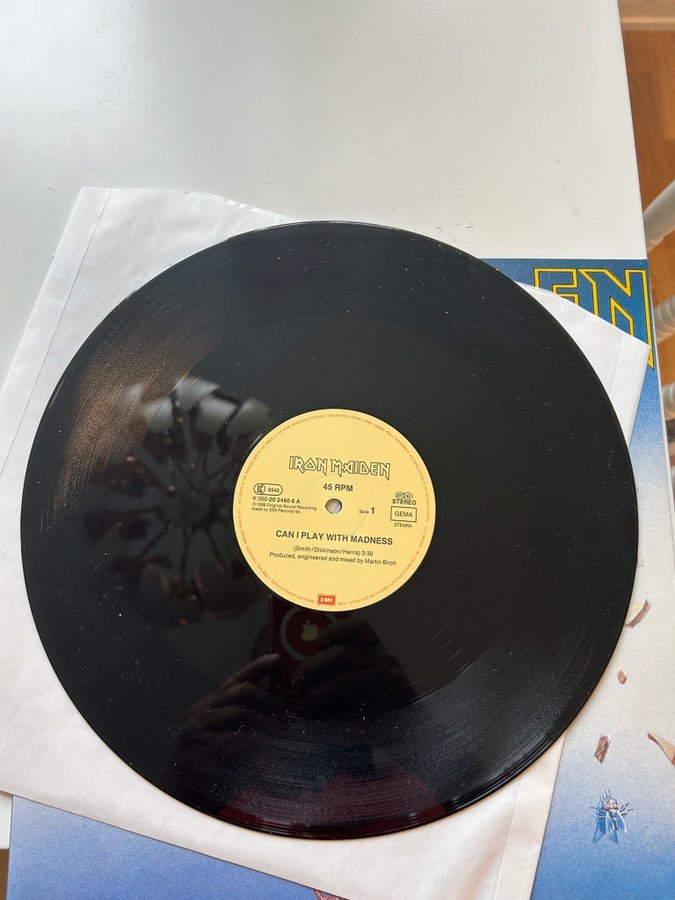 EN
IRON MAIDEN
45 RPM
LC 0542
K 060-20 2460 6 A
℗ 1988 Original Sound Recording
made by EMI Records Ltd.
Side 1
STEREO
GEMA
STEMRA
CAN I PLAY WITH MADNESS
(Smith/Dickinson/Harris) 3:30
Produced, engineered and mixed by Martin Birch
EMI